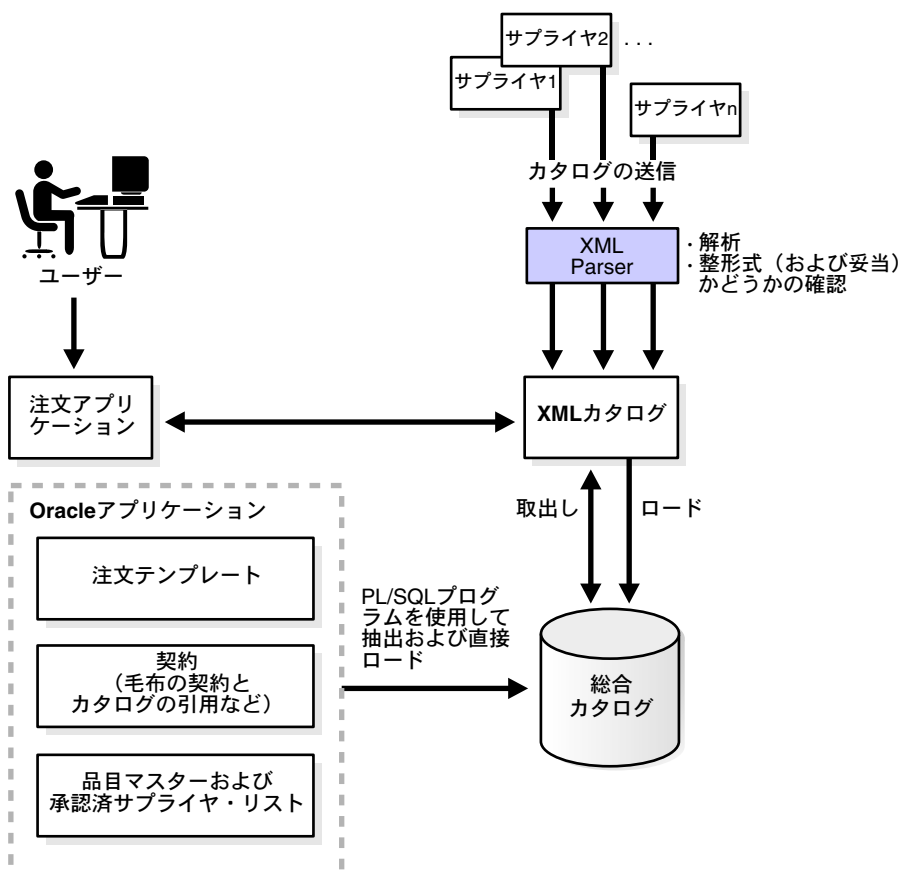 サプライヤ2 . . .
サプライヤ1
サプライヤn
カタログの送信
XML
Parser
・解析
・整形式（および妥当）
かどうかの確認
ユーザー
注文アプリ
ケーション
XMLカタログ
取出し
ロード
Oracleアプリケーション
注文テンプレート
契約
（毛布の契約と
カタログの引用など）
品目マスターおよび
承認済サプライヤ・リスト
PL/SQLプログ
ラムを使用して
抽出および直接
ロード
総合
カタログ